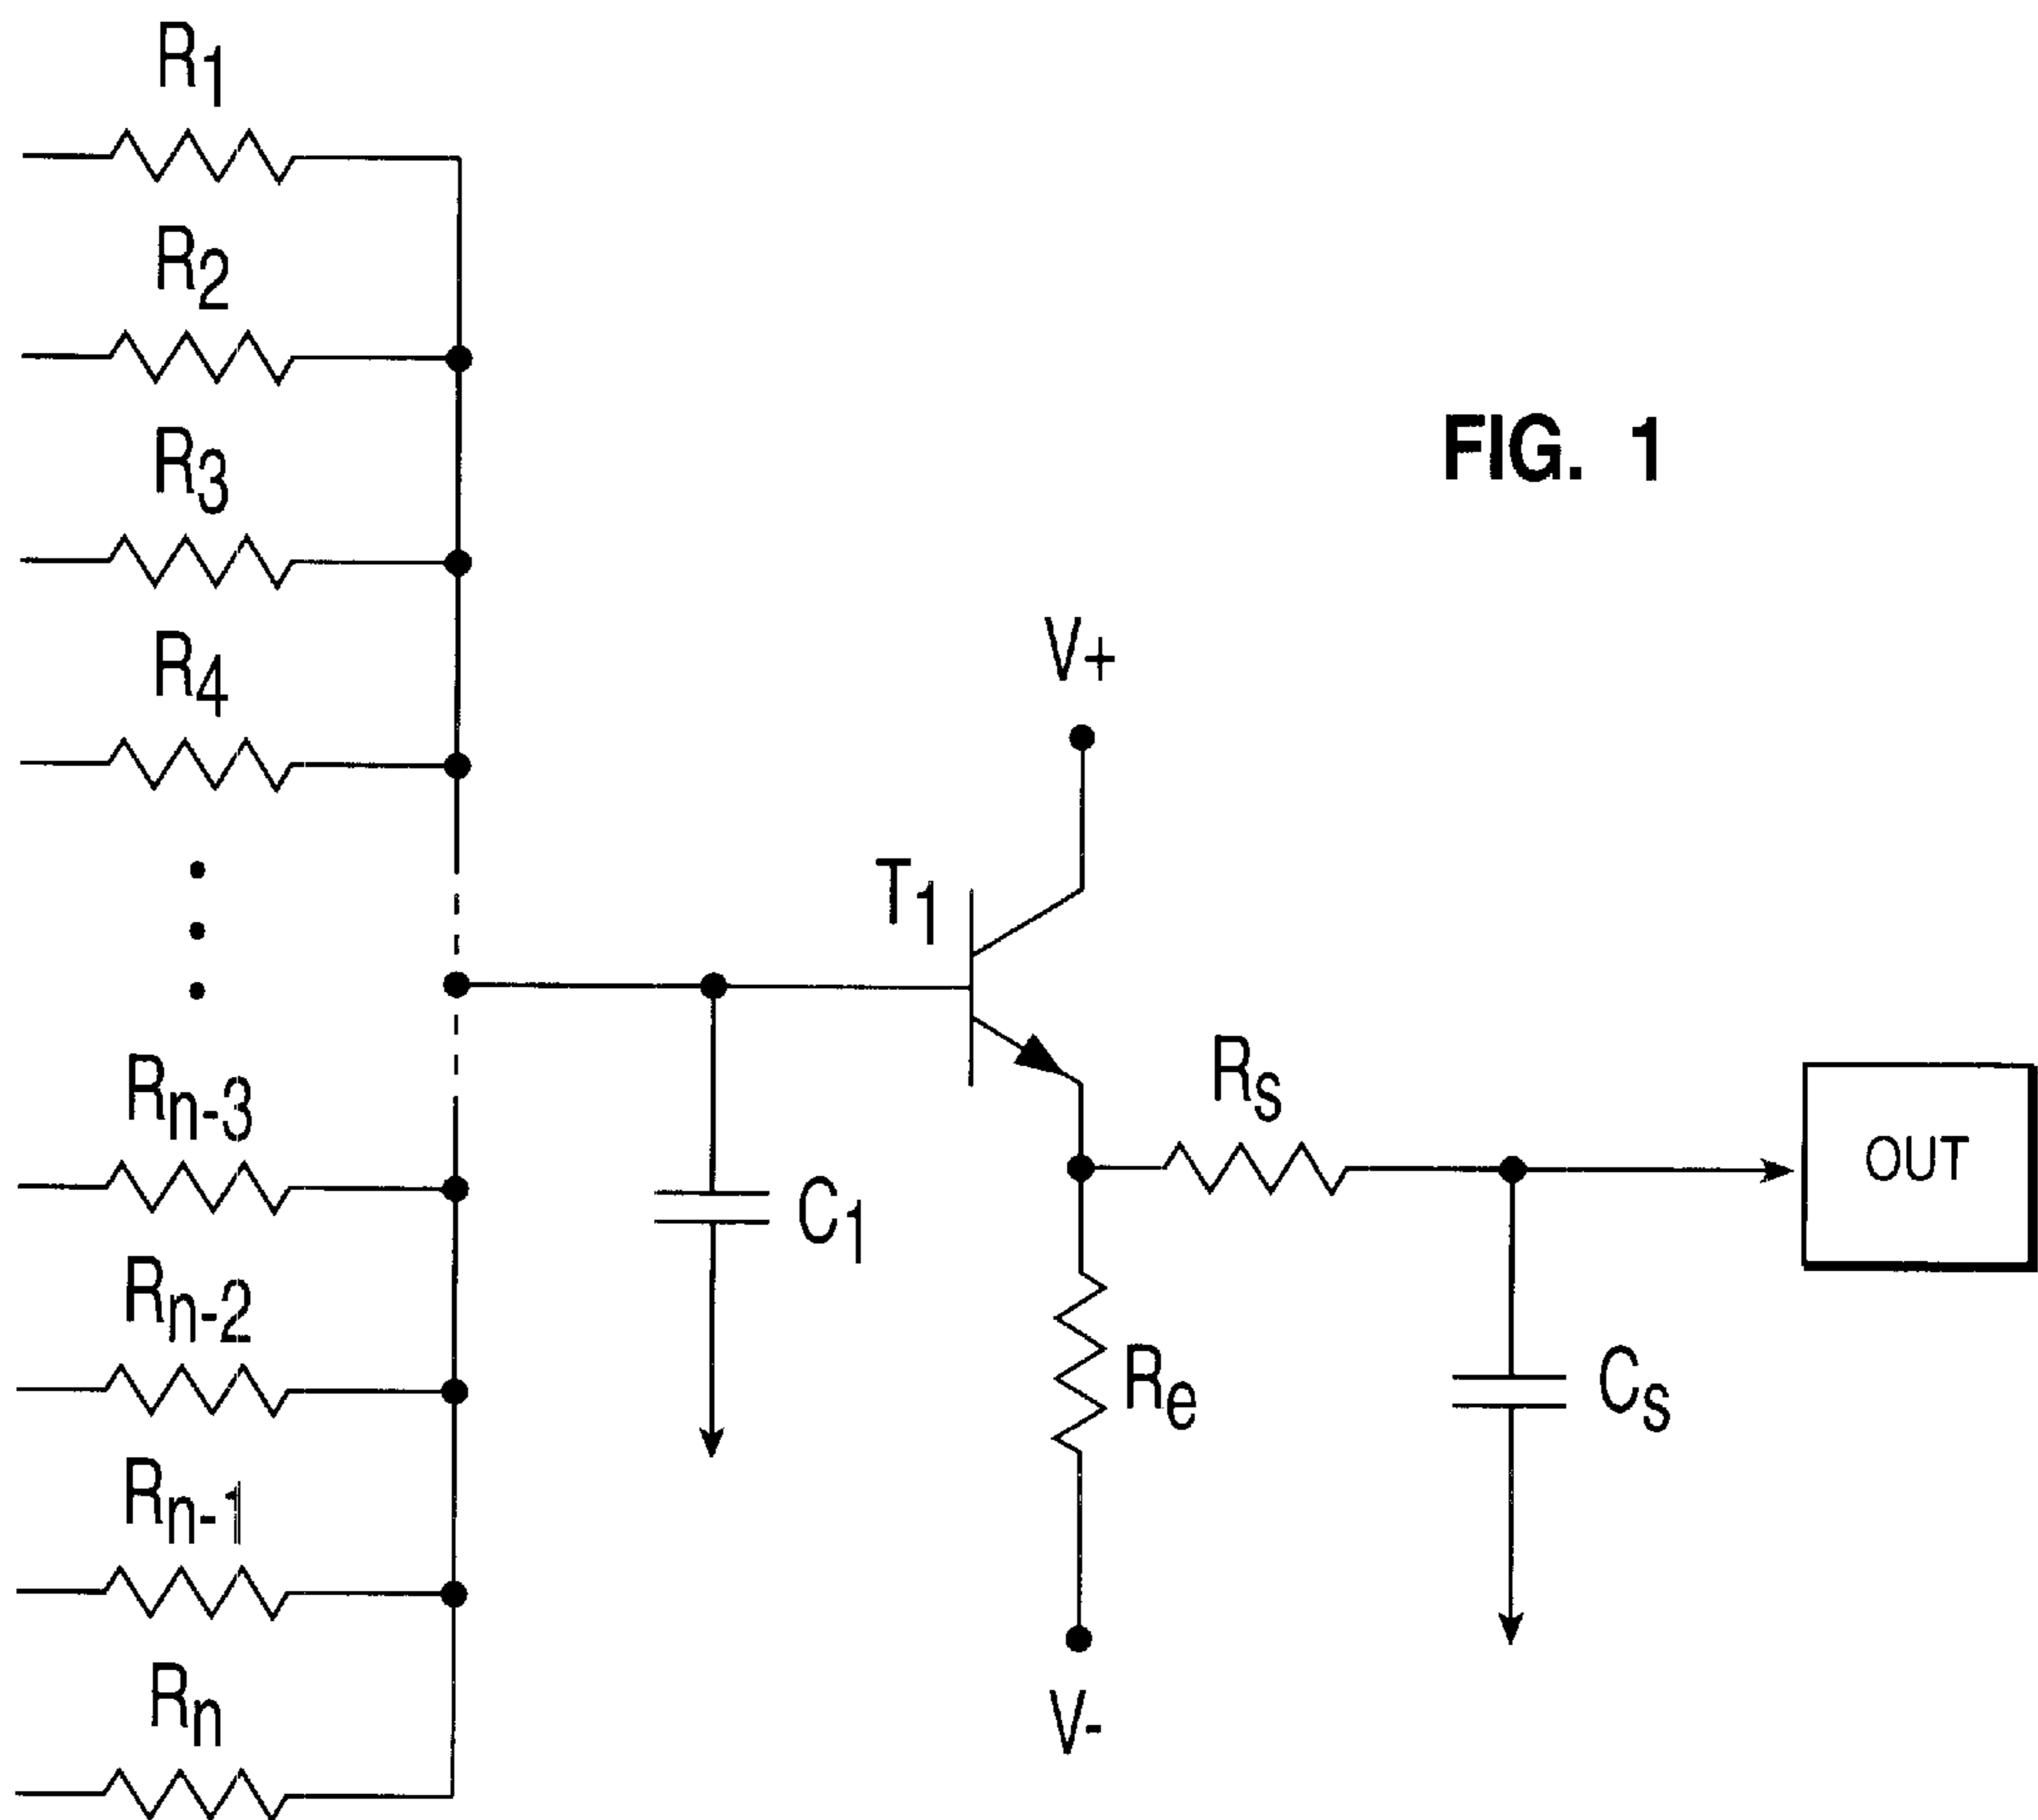 R1
R2
R3
FIG. 1
R4
V+
T1
Rn-3
Rs
OUT
C1
Rn-2
Re
Cs
Rn-1
Rn
V-